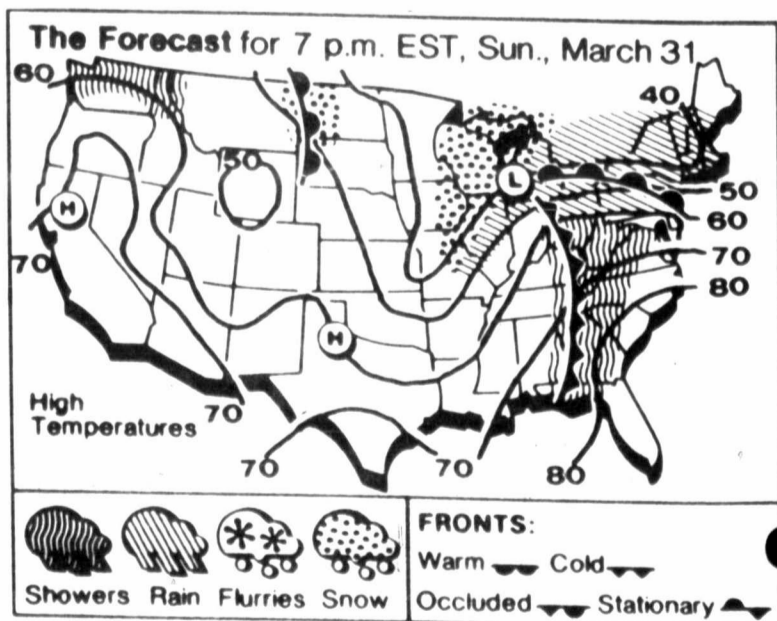 The Forecast for 7 p.m. EST, Sun., March 31
60
40
50
L
50
60
H
70
70
80
H
High
Temperatures
70
70
70
80
Showers Rain Flurries Snow
FRONTS:
Warm Cold
Occluded Stationary